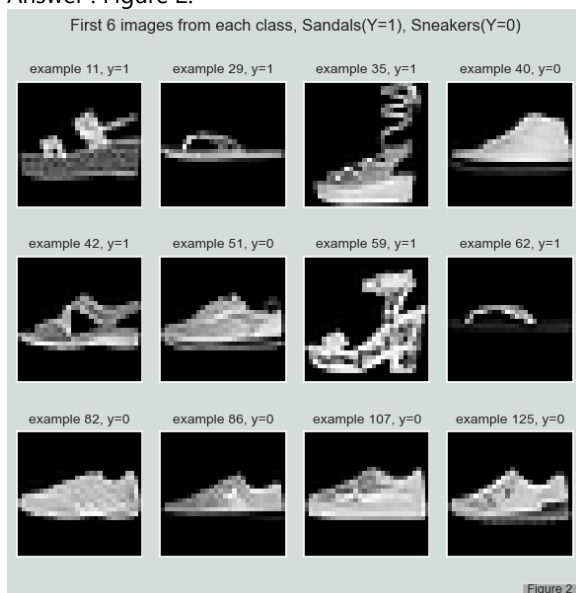 Answer : Figure 2.
First 6 images from each class, Sandals(Y=1), Sneakers(Y=0)
example 11, y=1 example 29, y=1 example 35, y=1 example 40, y=0
example 42, y=1 example 51, y=0 example 59, y=1 example 62, y=1
example 82, y=0 example 86, y=0 example 107, y=0 example 125, y=0
Figure 2